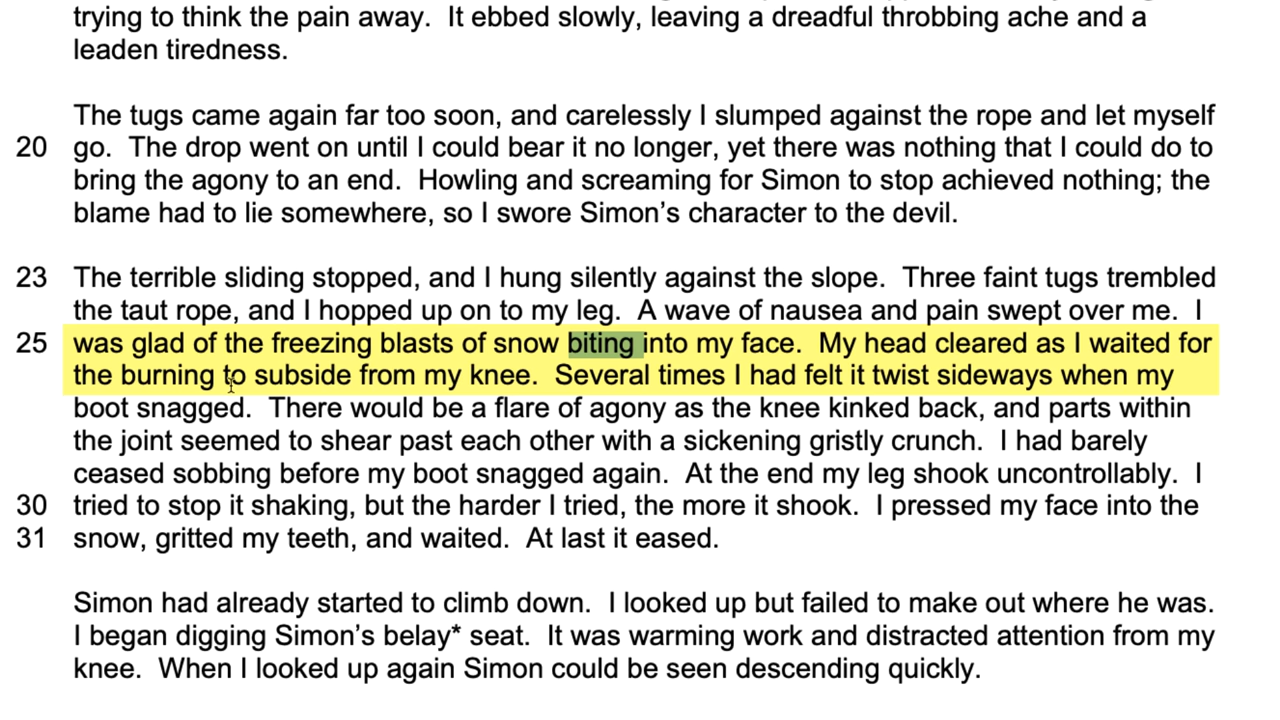 trying to think the pain away.  It ebbed slowly, leaving a dreadful throbbing ache and a
leaden tiredness.
The tugs came again far too soon, and carelessly I slumped against the rope and let myself
20 go.  The drop went on until I could bear it no longer, yet there was nothing that I could do to
bring the agony to an end.  Howling and screaming for Simon to stop achieved nothing; the
blame had to lie somewhere, so I swore Simon's character to the devil.
23 The terrible sliding stopped, and I hung silently against the slope.  Three faint tugs trembled
the taut rope, and I hopped up on to my leg.  A wave of nausea and pain swept over me.  I
25 was glad of the freezing blasts of snow biting into my face.  My head cleared as I waited for
the burning to subside from my knee.  Several times I had felt it twist sideways when my
boot snagged.  There would be a flare of agony as the knee kinked back, and parts within
the joint seemed to shear past each other with a sickening gristly crunch.  I had barely
ceased sobbing before my boot snagged again.  At the end my leg shook uncontrollably.  I
30 tried to stop it shaking, but the harder I tried, the more it shook.  I pressed my face into the
31 snow, gritted my teeth, and waited.  At last it eased.
Simon had already started to climb down.  I looked up but failed to make out where he was.
I began digging Simon's belay* seat.  It was warming work and distracted attention from my
knee.  When I looked up again Simon could be seen descending quickly.